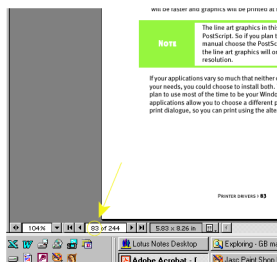 will be faster and graphics will be printed at
NOTE
The line art graphics in this
PostScript. So if you plan t
manual choose the PostSc
the line art graphics will or
resolution.
If your applications vary so much that neither
your needs, you could choose to install both.
plan to use most of the time to be your Windo
applications allow you to choose a different p
print dialogue, so you can print using the alte
PRINTER DRIVERS 83
104% 83 of 244 5.83 x 8.26 in
Lotus Notes Desktop Exploring - GB ma
Adobe Acrobat - [ Jasc Paint Shop